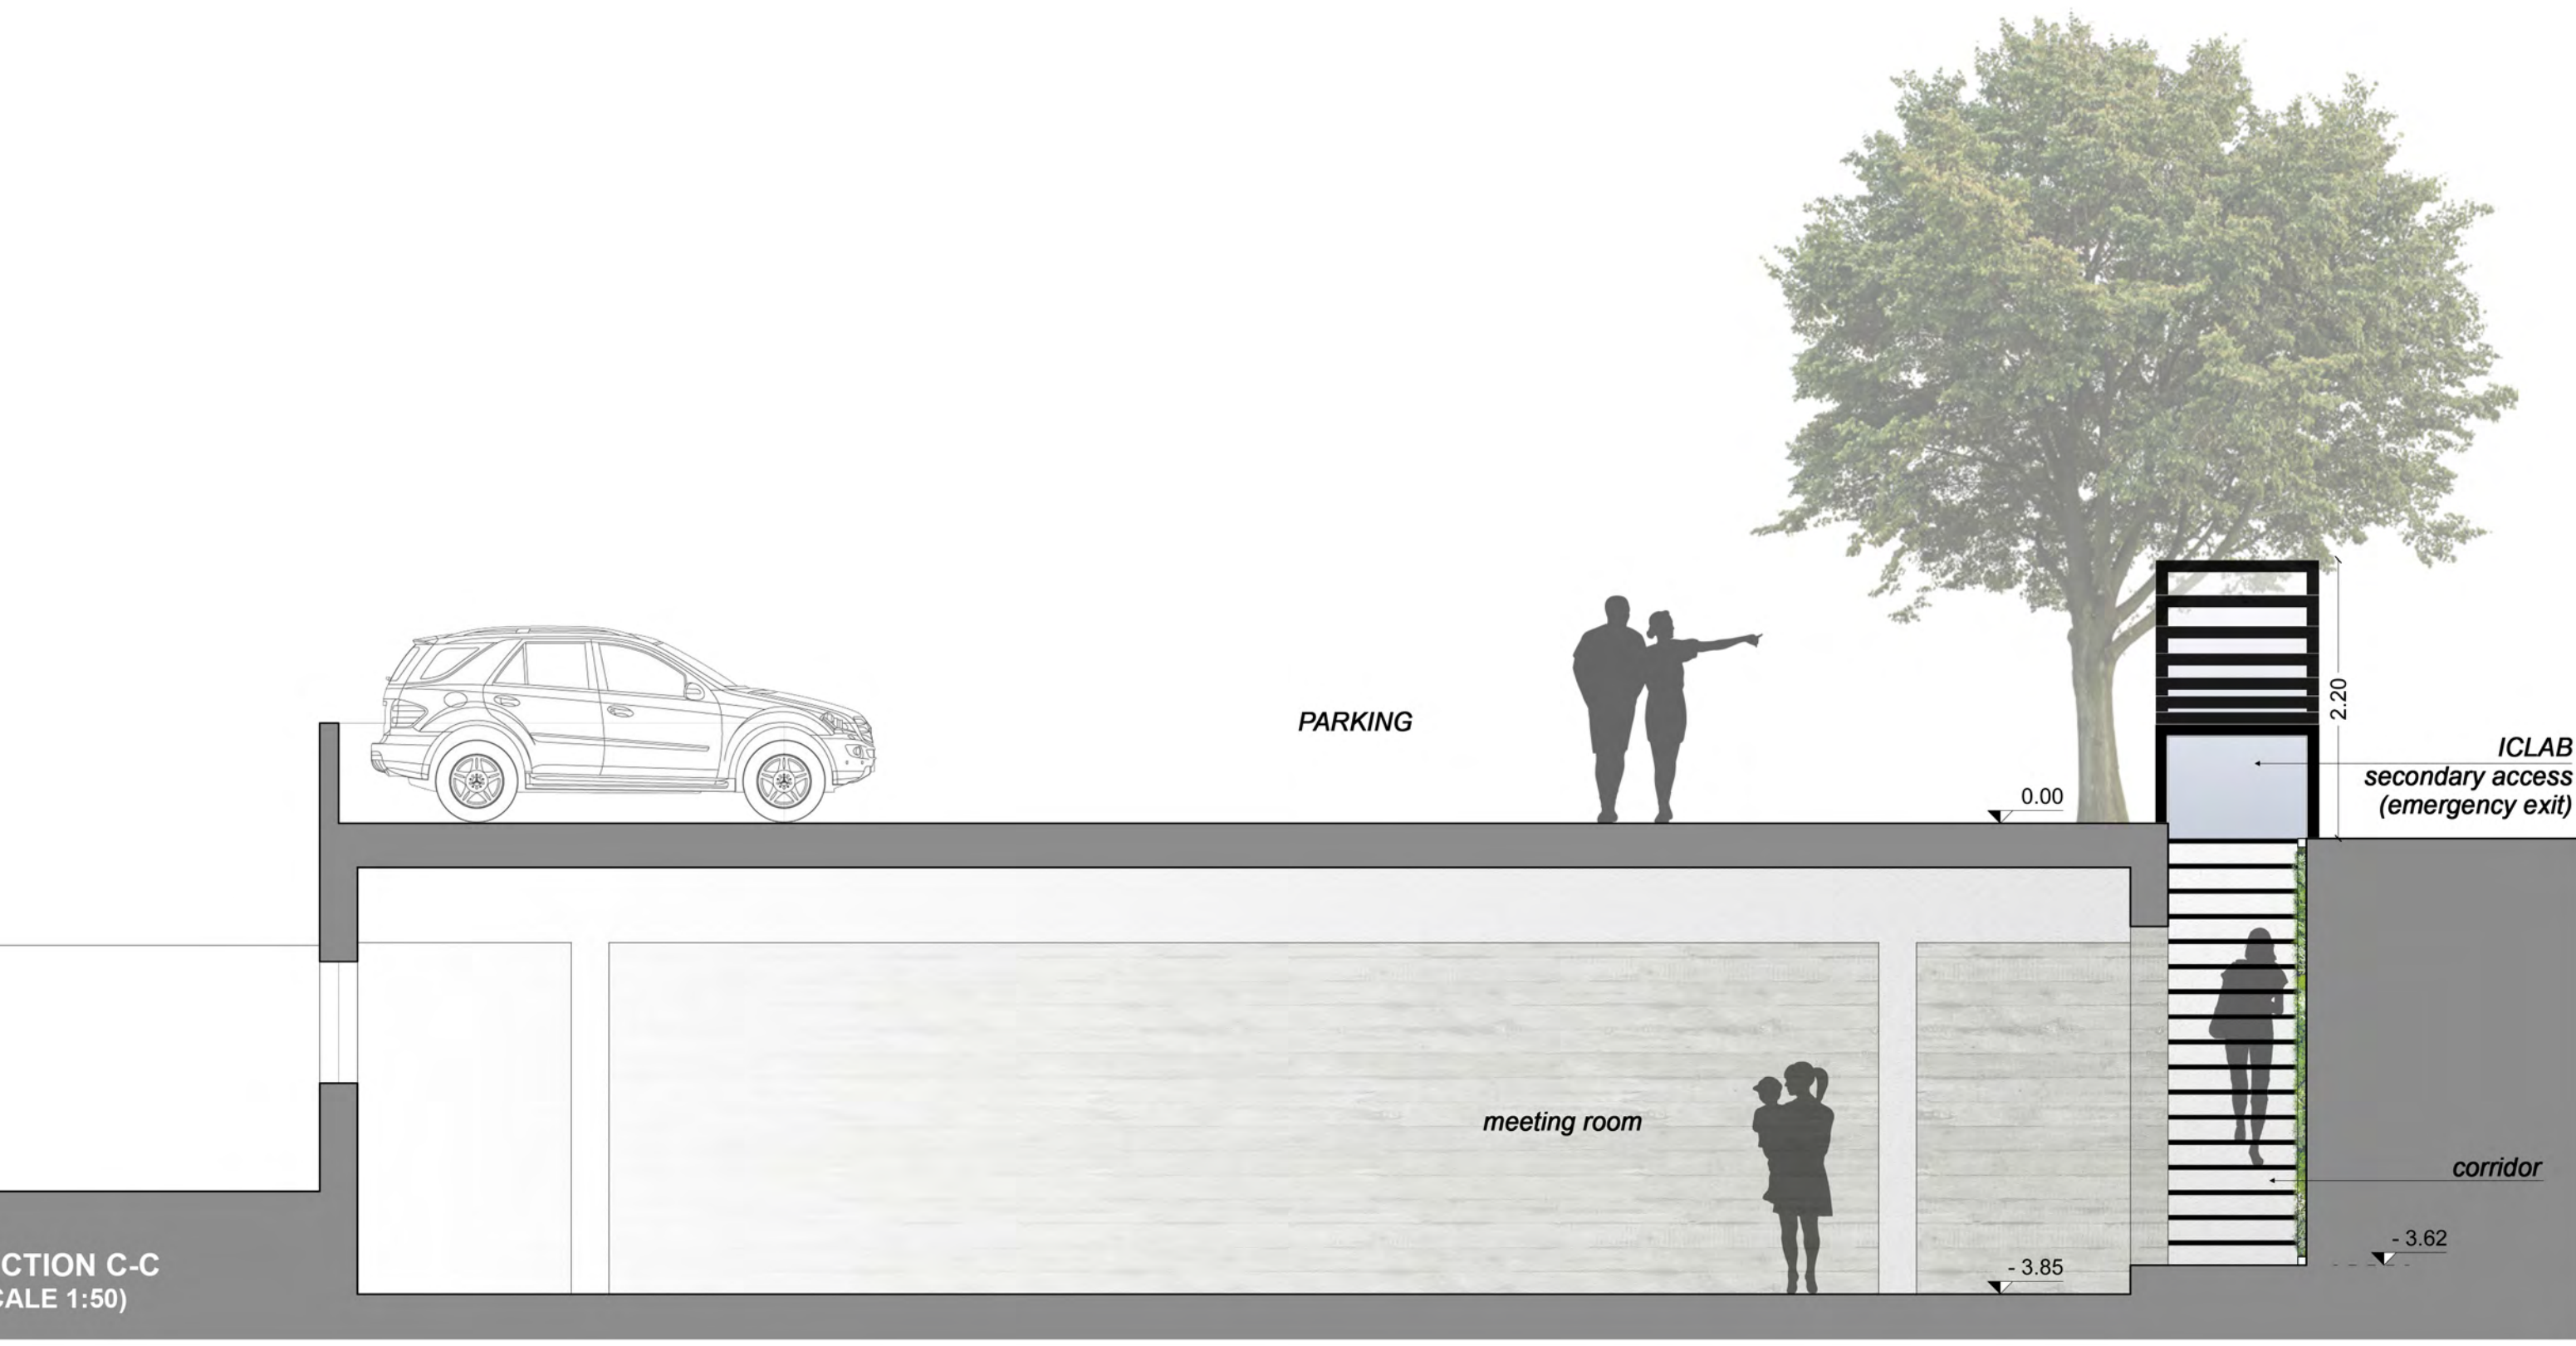 PARKING
0.00
2.20
ICLAB
secondary access
(emergency exit)
meeting room
corridor
- 3.62
- 3.85
CTION C-C
CALE 1:50)